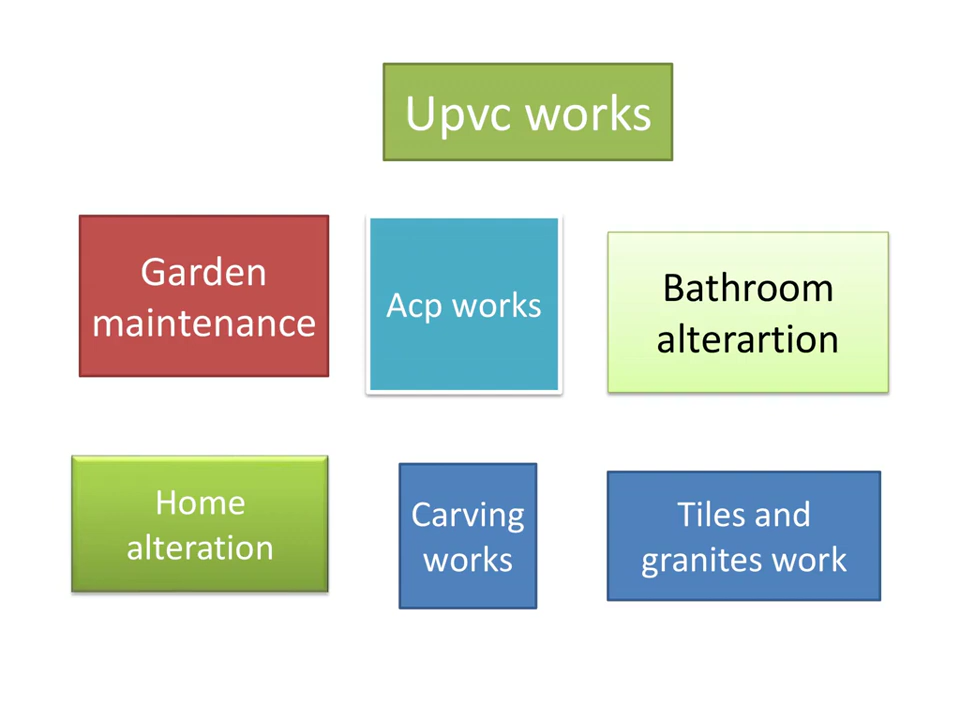 Upvc works
Garden
maintenance
Acp works
Bathroom
alterartion
Home
alteration
Carving
works
Tiles and
granites work